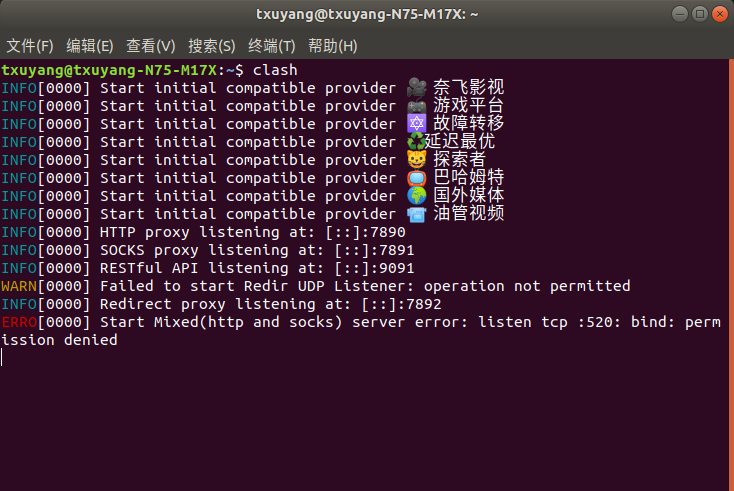 txuyang@txuyang-N75-M17X: ~
文件(F) 编辑(E) 查看(V) 搜索(S) 终端(T) 帮助(H)
txuyang@txuyang-N75-M17X:~$ clash
INFO[0000] Start initial compatible provider 🎥 奈飞影视
INFO[0000] Start initial compatible provider 🎮 游戏平台
INFO[0000] Start initial compatible provider 🔯 故障转移
INFO[0000] Start initial compatible provider ♻️延迟最优
INFO[0000] Start initial compatible provider 😺 探索者
INFO[0000] Start initial compatible provider 📺 巴哈姆特
INFO[0000] Start initial compatible provider 🌍 国外媒体
INFO[0000] Start initial compatible provider 📹 油管视频
INFO[0000] HTTP proxy listening at: [::]:7890
INFO[0000] SOCKS proxy listening at: [::]:7891
INFO[0000] RESTful API listening at: [::]:9091
WARN[0000] Failed to start Redir UDP Listener: operation not permitted
INFO[0000] Redirect proxy listening at: [::]:7892
ERRO[0000] Start Mixed(http and socks) server error: listen tcp :520: bind: perm
ission denied